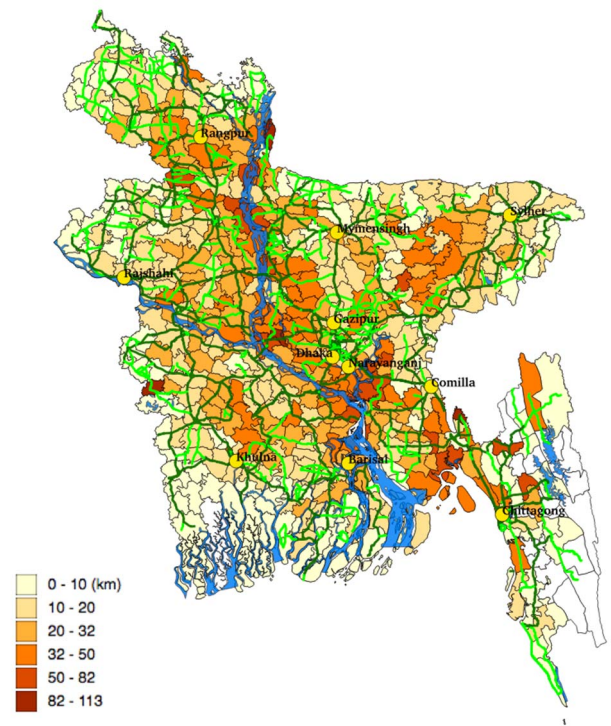 Rangpur
Sylhet
Mymensingh
Rajshahi
Gazipur
Dhaka
Narayanganj
Comilla
Khulna
Barisal
Chittagong
0 - 10 (km)
10 - 20
20 - 32
32 - 50
50 - 82
82 - 113